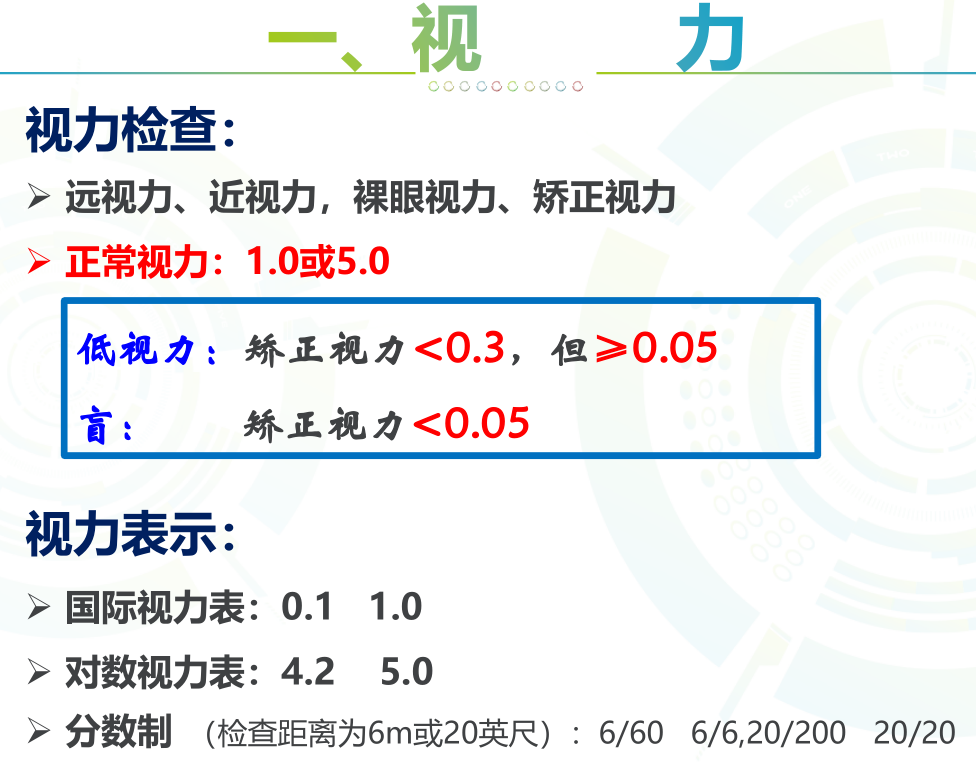 一、视 力
视力检查：
➢ 远视力、近视力，裸眼视力、矫正视力
➢ 正常视力：1.0或5.0
低视力：矫正视力<0.3，但≥0.05
盲： 矫正视力<0.05
视力表示：
➢ 国际视力表：0.1 1.0
➢ 对数视力表：4.2 5.0
➢ 分数制 （检查距离为6m或20英尺）：6/60 6/6,20/200 20/20